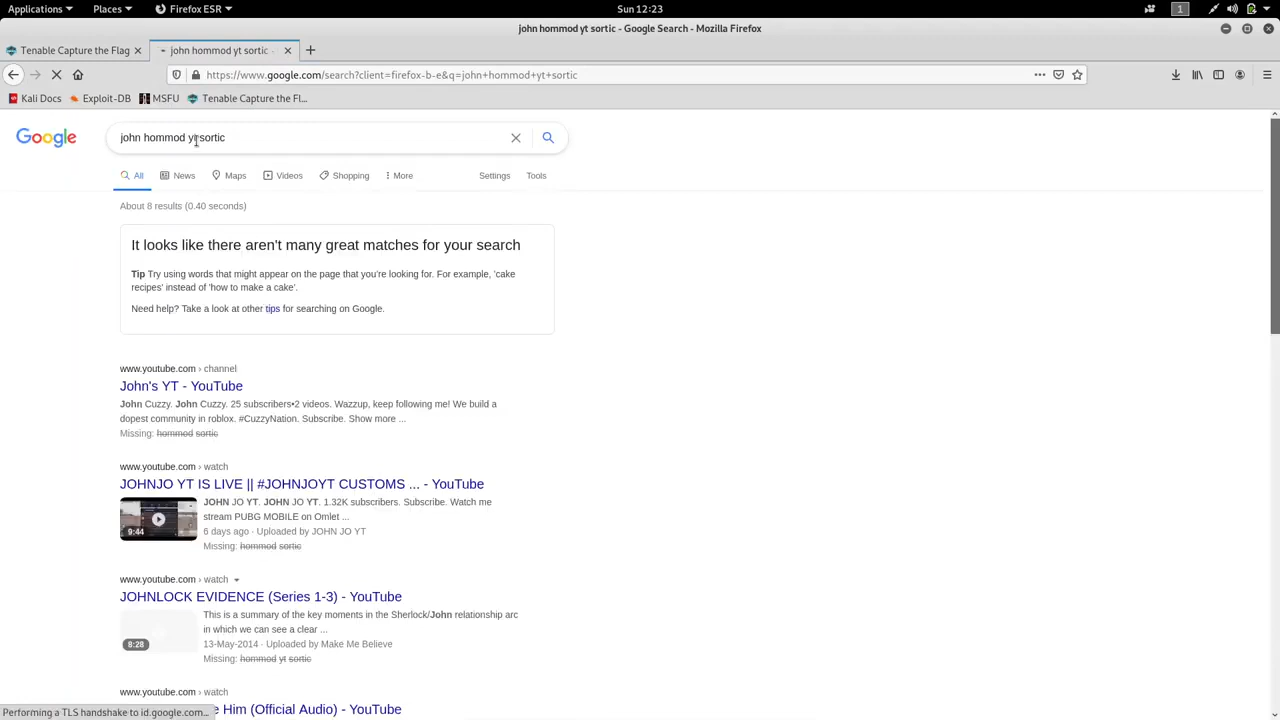 Applications
Places
Firefox ESR
Sun 12:23
1
john hommod yt sortic - Google Search - Mozilla Firefox
Tenable Capture the Flag
john hommod yt sortic
https://www.google.com/search?client=firefox-b-e&q=john+hommod+yt+sortic
Kali Docs
Exploit-DB
MSFU
Tenable Capture the Fl...
Google
john hommod yt sortic
All
News
Maps
Videos
Shopping
More
Settings
Tools
About 8 results (0.40 seconds)
It looks like there aren't many great matches for your search
Tip Try using words that might appear on the page that you're looking for. For example, 'cake
recipes' instead of 'how to make a cake'.
Need help? Take a look at other tips for searching on Google.
www.youtube.com › channel
John's YT - YouTube
John Cuzzy. John Cuzzy. 25 subscribers•2 videos. Wazzup, keep following me! We build a
dopest community in roblox. #CuzzyNation. Subscribe. Show more ...
Missing: hommod sortic
www.youtube.com › watch
JOHNJO YT IS LIVE || #JOHNJOYT CUSTOMS ... - YouTube
JOHN JO YT. JOHN JO YT. 1.32K subscribers. Subscribe. Watch me
stream PUBG MOBILE on Omlet ...
9:44
6 days ago · Uploaded by JOHN JO YT
Missing: hommod sortic
www.youtube.com › watch
JOHNLOCK EVIDENCE (Series 1-3) - YouTube
This is a summary of the key moments in the Sherlock/John relationship arc
in which we can see a clear ...
8:28
13-May-2014 · Uploaded by Make Me Believe
Missing: hommod yt sortic
www.youtube.com › watch
Him (Official Audio) - YouTube
Performing a TLS handshake to id.google.com...